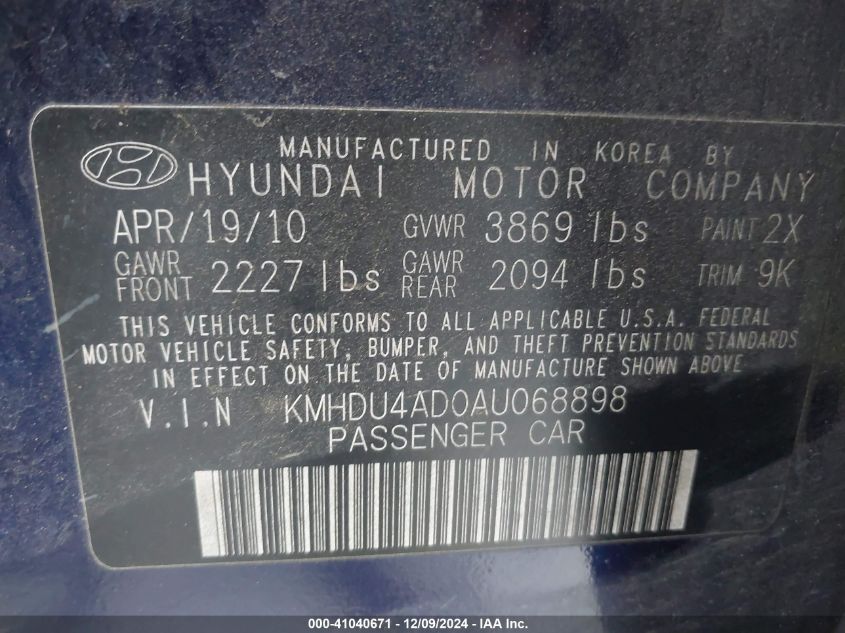 MANUFACTURED IN KOREA BY
HYUNDAI MOTOR COMPANY
APR/19/10 GVWR 3869 lbs PAINT 2X
GAWR FRONT 2227 lbs GAWR REAR 2094 lbs TRIM 9K
THIS VEHICLE CONFORMS TO ALL APPLICABLE U.S.A. FEDERAL
MOTOR VEHICLE SAFETY, BUMPER, AND THEFT PREVENTION STANDARDS
IN EFFECT ON THE DATE OF MANUFACTURE SHOWN ABOVE
V.I.N KMHDU4AD0AU068898
PASSENGER CAR
000-41040671 - 12/09/2024 - IAA Inc.